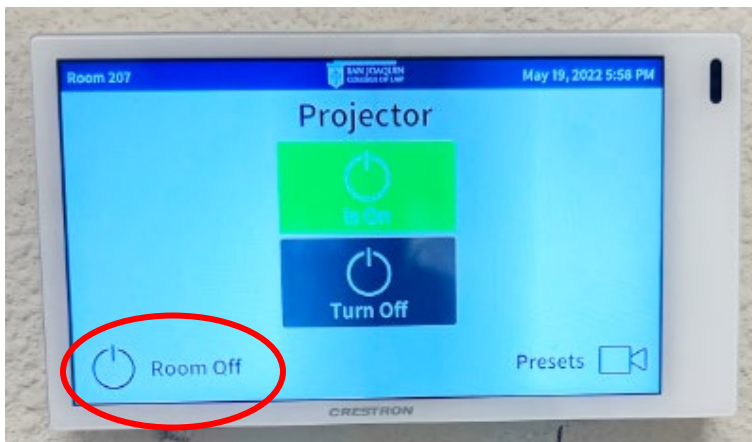 Room 207
SAN JOAQUIN
COLLEGE OF LAW
May 19, 2022 5:58 PM
Projector
Is On
Turn Off
Room Off
Presets
CRESTRON